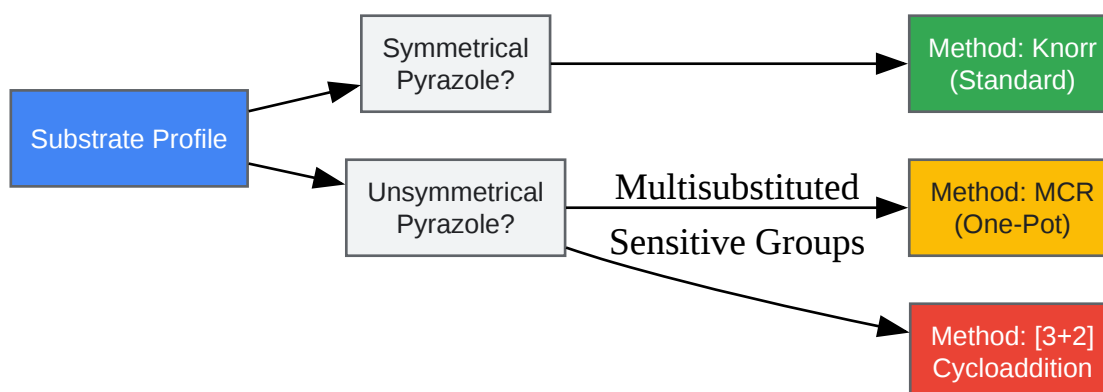 Substrate Profile
Symmetrical
Pyrazole?
Method: Knorr
(Standard)
Unsymmetrical
Pyrazole?
Multisubstituted
Method: MCR
(One-Pot)
Sensitive Groups
Method: [3+2]
Cycloaddition